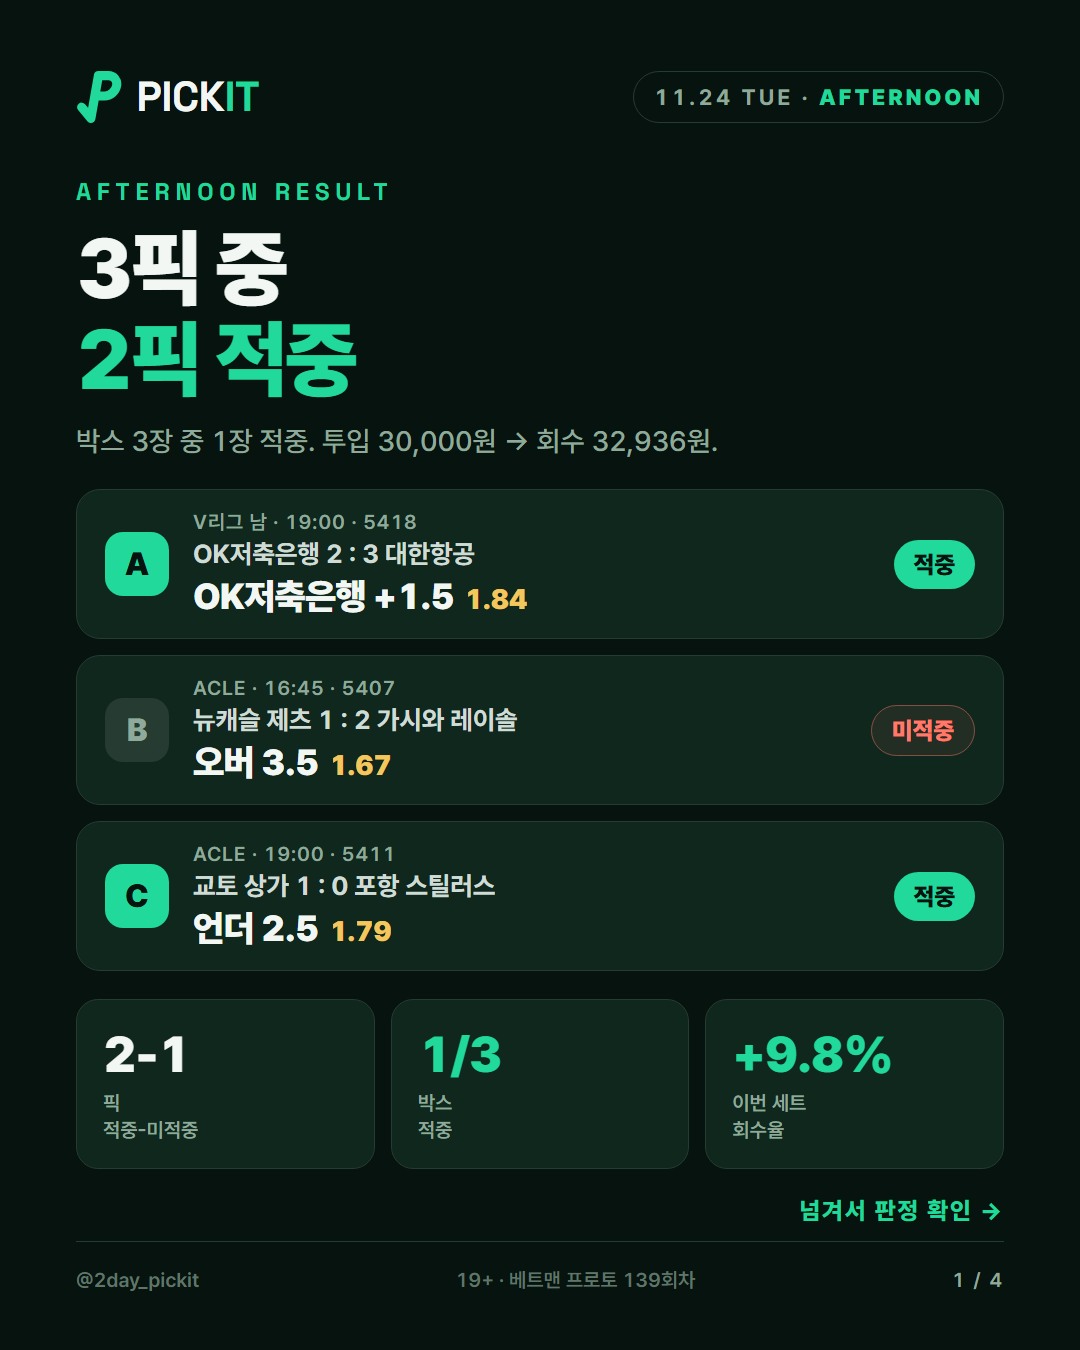 PICKIT
11.24 TUE · AFTERNOON
AFTERNOON RESULT
3픽 중
2픽 적중
박스 3장 중 1장 적중. 투입 30,000원 → 회수 32,936원.
A
V리그 남 · 19:00 · 5418
OK저축은행 2 : 3 대한항공
OK저축은행 +1.5 1.84
적중
B
ACLE · 16:45 · 5407
뉴캐슬 제츠 1 : 2 가시와 레이솔
오버 3.5 1.67
미적중
C
ACLE · 19:00 · 5411
교토 상가 1 : 0 포항 스틸러스
언더 2.5 1.79
적중
2-1
픽
적중-미적중
1/3
박스
적중
+9.8%
이번 세트
회수율
넘겨서 판정 확인 →
@2day_pickit
19+ · 베트맨 프로토 139회차
1 / 4